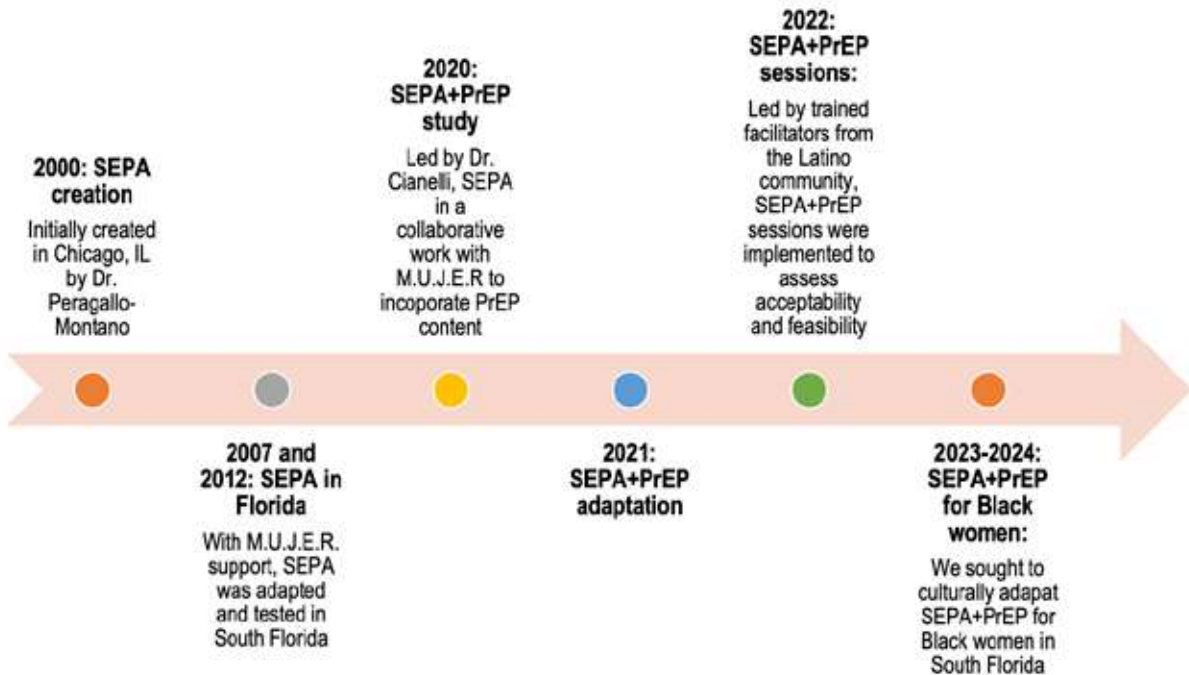 2000: SEPA
creation
Initially created
in Chicago, IL
by Dr.
Peragallo-
Montano
2007 and
2012: SEPA in
Florida
With M.U.J.E.R.
support, SEPA
was adapted
and tested in
South Florida
2020:
SEPA+PrEP
study
Led by Dr.
Cianelli, SEPA
in a
collaborative
work with
M.U.J.E.R to
incoporate PrEP
content
2021:
SEPA+PrEP
adaptation
2022:
SEPA+PrEP
sessions:
Led by trained
facilitators from
the Latino
community,
SEPA+PrEP
sessions were
implemented to
assess
acceptability
and feasibility
2023-2024:
SEPA+PrEP
for Black
women:
We sought to
culturally adapat
SEPA+PrEP for
Black women in
South Florida